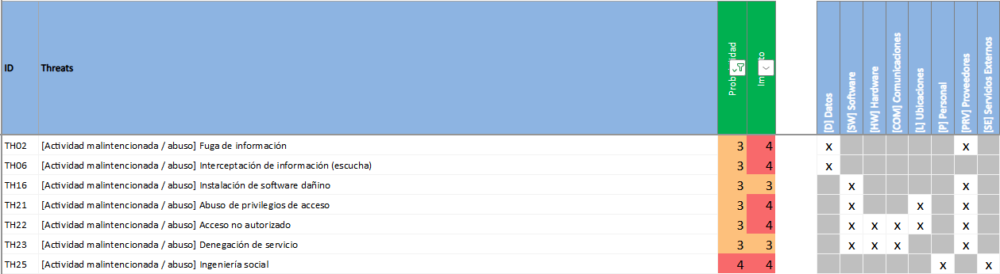 ID Threats Probabilidad Im to [D] Datos [SW] Software [HW] Hardware [COM] Comunicaciones [L] Ubicaciones [P] Personal [PRV] Proveedores [SE] Servicios Externos
TH02 [Actividad malintencionada / abuso] Fuga de información 3 4 x x
TH06 [Actividad malintencionada / abuso] Interceptación de información (escucha) 3 4 x
TH16 [Actividad malintencionada / abuso] Instalación de software dañino 3 3 x x
TH21 [Actividad malintencionada / abuso] Abuso de privilegios de acceso 3 4 x x x
TH22 [Actividad malintencionada / abuso] Acceso no autorizado 3 4 x x x x x
TH23 [Actividad malintencionada / abuso] Denegación de servicio 3 3 x x x x
TH25 [Actividad malintencionada / abuso] Ingeniería social 4 4 x x